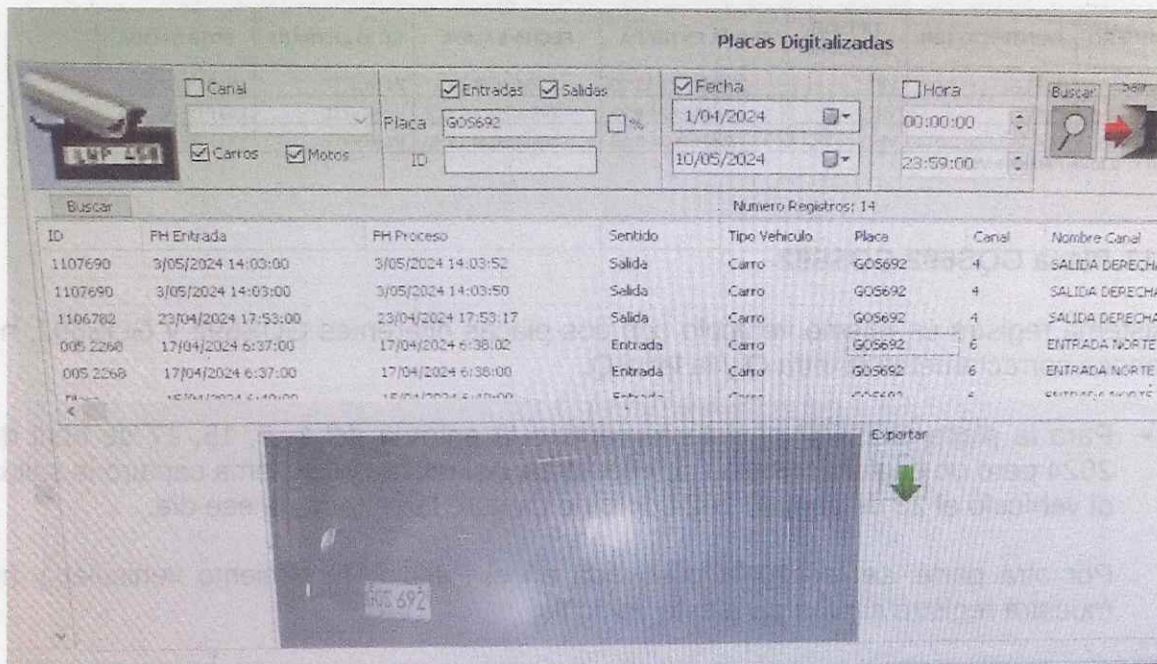 Placas Digitalizadas
Canal
Entradas Salidas
Fecha
Hora
Buscar Salir
Placa GOS692 %
1/04/2024
00:00:00
Carros Motos
ID
10/05/2024
23:59:00
Buscar
Numero Registros: 14
ID FH Entrada FH Proceso Sentido Tipo Vehiculo Placa Canal Nombre Canal
1107690 3/05/2024 14:03:00 3/05/2024 14:03:52 Salida Carro GOS692 4 SALIDA DERECHA
1107690 3/05/2024 14:03:00 3/05/2024 14:03:50 Salida Carro GOS692 4 SALIDA DERECHA
1106782 23/04/2024 17:53:00 23/04/2024 17:53:17 Salida Carro GOS692 4 SALIDA DERECHA
005 2268 17/04/2024 6:37:00 17/04/2024 6:38:02 Entrada Carro GOS692 6 ENTRADA NORTE
005 2268 17/04/2024 6:37:00 17/04/2024 6:38:00 Entrada Carro GOS692 6 ENTRADA NORTE
Exportar
GOS 692